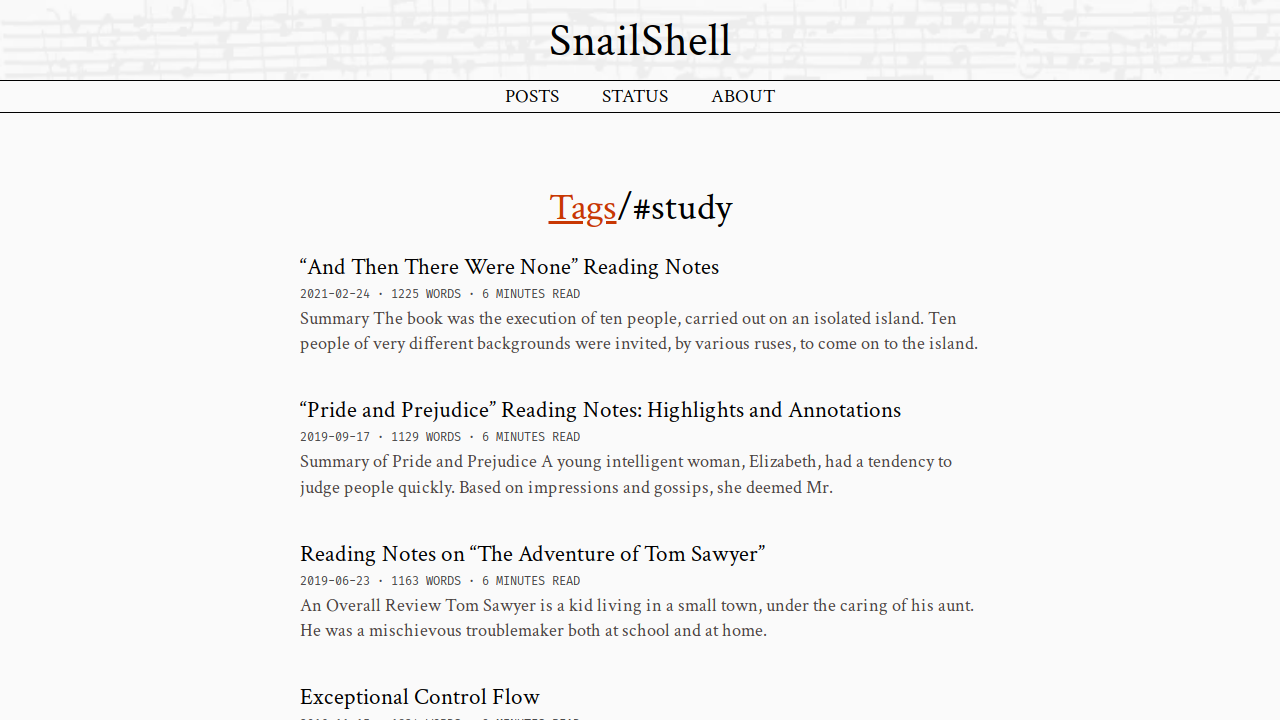 SnailShell
POSTS STATUS ABOUT
Tags/#study
“And Then There Were None” Reading Notes
2021-02-24 · 1225 WORDS · 6 MINUTES READ
Summary The book was the execution of ten people, carried out on an isolated island. Ten
people of very different backgrounds were invited, by various ruses, to come on to the island.
“Pride and Prejudice” Reading Notes: Highlights and Annotations
2019-09-17 · 1129 WORDS · 6 MINUTES READ
Summary of Pride and Prejudice A young intelligent woman, Elizabeth, had a tendency to
judge people quickly. Based on impressions and gossips, she deemed Mr.
Reading Notes on “The Adventure of Tom Sawyer”
2019-06-23 · 1163 WORDS · 6 MINUTES READ
An Overall Review Tom Sawyer is a kid living in a small town, under the caring of his aunt.
He was a mischievous troublemaker both at school and at home.
Exceptional Control Flow